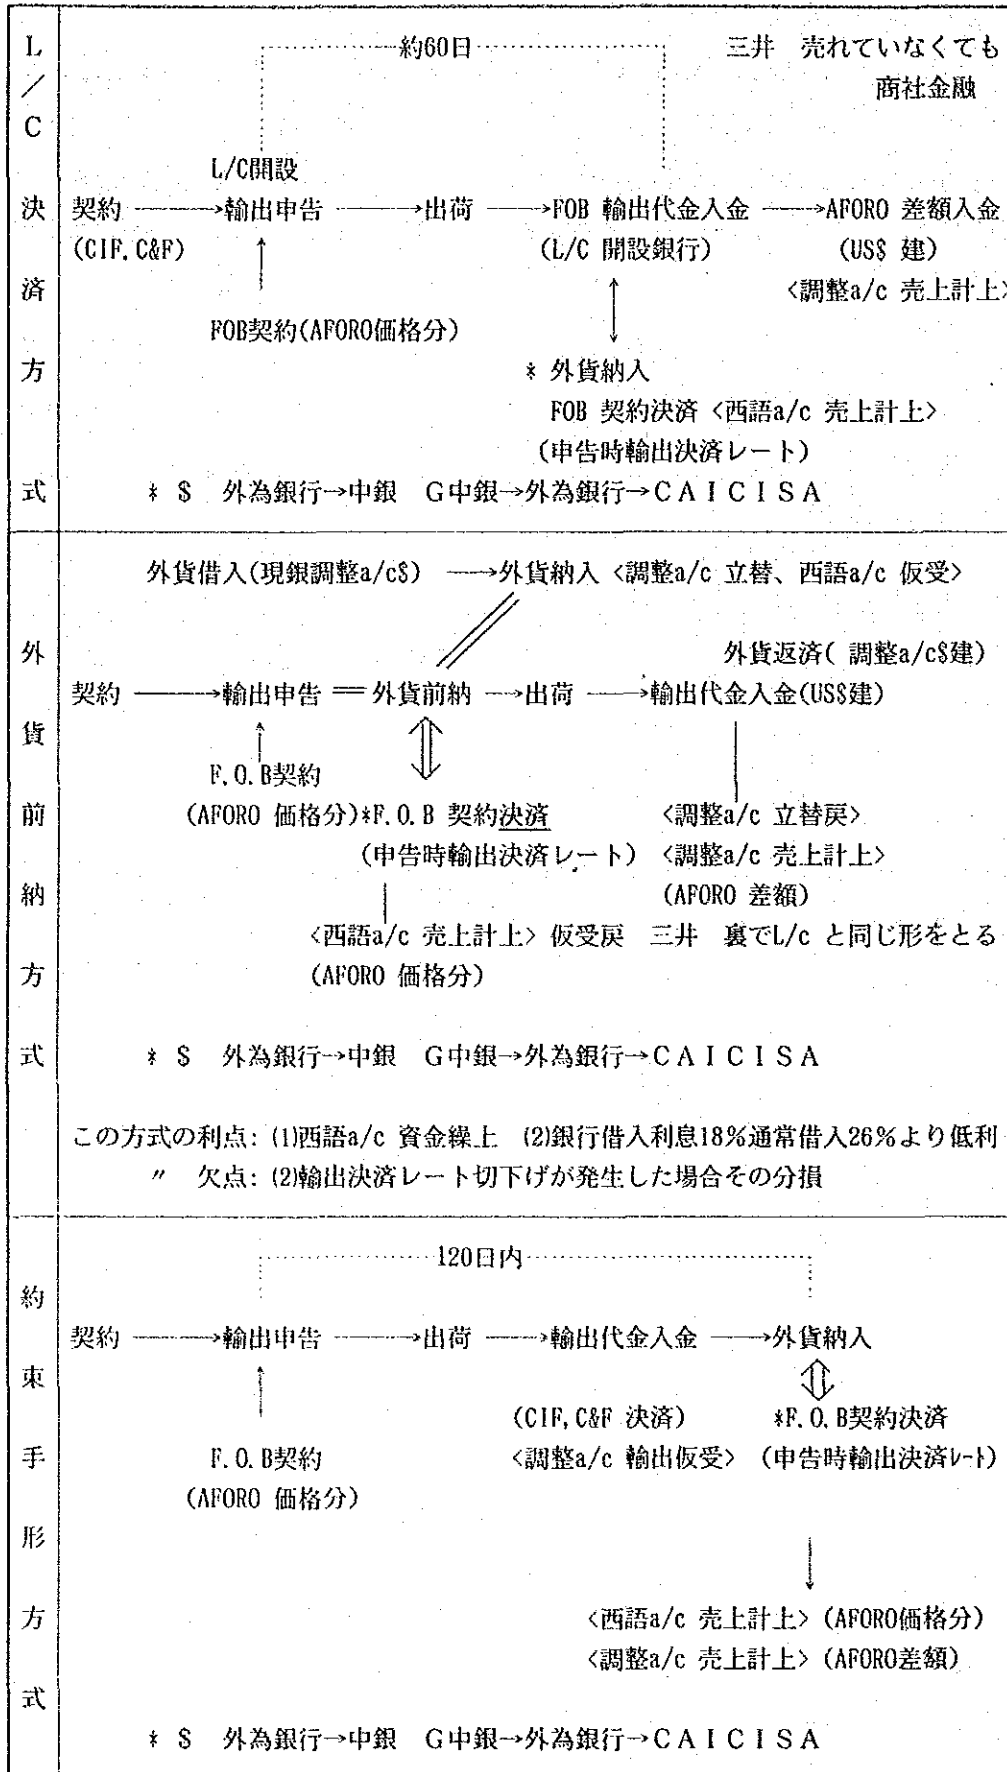 L／C決済方式
約60日 三井 売れていなくても
商社金融
L/C開設
契約 ――→輸出申告 ――→出荷 ―→FOB 輸出代金入金 ―→AFORO 差額入金
(CIF, C&F) ↑ (L/C 開設銀行) (US$ 建)
<調整a/c 売上計上>
FOB契約(AFORO価格分)
* 外貨納入
FOB 契約決済 <西語a/c 売上計上>
(申告時輸出決済レート)
* $ 外為銀行→中銀 G中銀→外為銀行→CAICISA
外貨前納方式
外貨借入(現銀調整a/c$) ―→外貨納入 <調整a/c 立替、西語a/c 仮受>
外貨返済( 調整a/c$建)
契約 ――→輸出申告 ＝ 外貨前納 ―→出荷 ―→輸出代金入金(US$建)
F.O.B契約
(AFORO 価格分)*F.O.B 契約決済 <調整a/c 立替戻>
(申告時輸出決済レート) <調整a/c 売上計上>
(AFORO 差額)
<西語a/c 売上計上> 仮受戻 三井 裏でL/c と同じ形をとる
(AFORO 価格分)
* $ 外為銀行→中銀 G中銀→外為銀行→CAICISA
この方式の利点: (1)西語a/c 資金繰上 (2)銀行借入利息18%通常借入26%より低利
〃 欠点: (2)輸出決済レート切下げが発生した場合その分損
約束手形方式
120日内
契約 ――→輸出申告 ――→出荷 ―→輸出代金入金 ―→外貨納入
(CIF,C&F 決済) *F.O.B契約決済
F.O.B契約 <調整a/c 輸出仮受> (申告時輸出決済ﾚｰﾄ)
(AFORO 価格分)
<西語a/c 売上計上> (AFORO価格分)
<調整a/c 売上計上> (AFORO差額)
* $ 外為銀行→中銀 G中銀→外為銀行→CAICISA